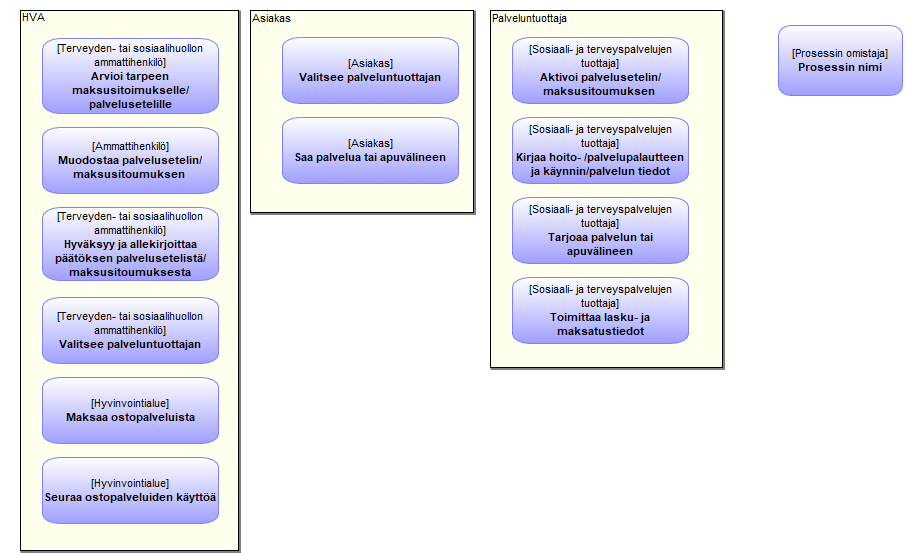 HVA
[Terveyden- tai sosiaalihuollon
ammattihenkilö]
Arvioi tarpeen
maksusitoimukselle/
palvelusetelille
[Ammattihenkilö]
Muodostaa palvelusetelin/
maksusitoumuksen
[Terveyden- tai sosiaalihuollon
ammattihenkilö]
Hyväksyy ja allekirjoittaa
päätöksen palvelusetelistä/
maksusitoumuksesta
[Terveyden- tai sosiaalihuollon
ammattihenkilö]
Valitsee palveluntuottajan
[Hyvinvointialue]
Maksaa ostopalveluista
[Hyvinvointialue]
Seuraa ostopalveluiden käyttöä
Asiakas
[Asiakas]
Valitsee palveluntuottajan
[Asiakas]
Saa palvelua tai apuvälineen
Palveluntuottaja
[Sosiaali- ja terveyspalvelujen
tuottaja]
Aktivoi palvelusetelin/
maksusitoumuksen
[Sosiaali- ja terveyspalvelujen
tuottaja]
Kirjaa hoito- /palvelupalautteen
ja käynnin/palvelun tiedot
[Sosiaali- ja terveyspalvelujen
tuottaja]
Tarjoaa palvelun tai
apuvälineen
[Sosiaali- ja terveyspalvelujen
tuottaja]
Toimittaa lasku- ja
maksatustiedot
[Prosessin omistaja]
Prosessin nimi